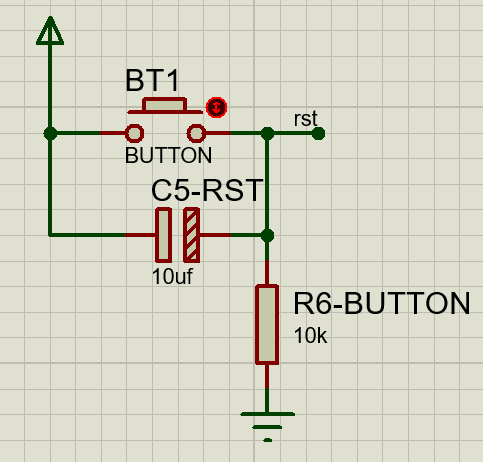 BT1
rst
BUTTON
C5-RST
10uf
R6-BUTTON
10k